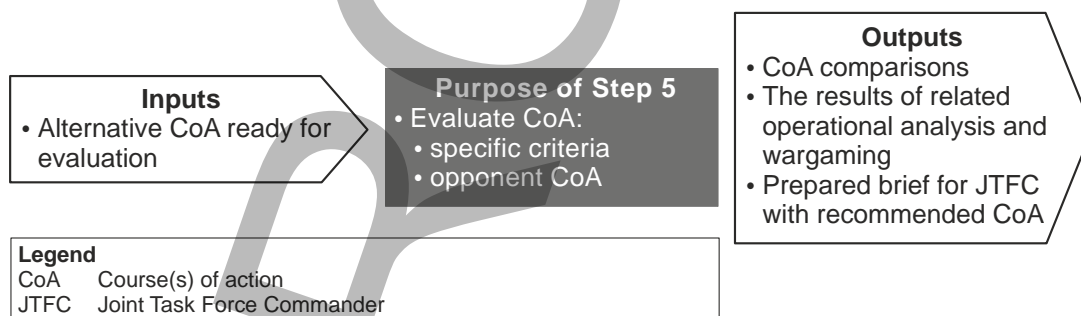 Inputs
• Alternative CoA ready for
evaluation
Purpose of Step 5
• Evaluate CoA:
• specific criteria
• opponent CoA
Outputs
• CoA comparisons
• The results of related
operational analysis and
wargaming
• Prepared brief for JTFC
with recommended CoA
Legend
CoA Course(s) of action
JTFC Joint Task Force Commander